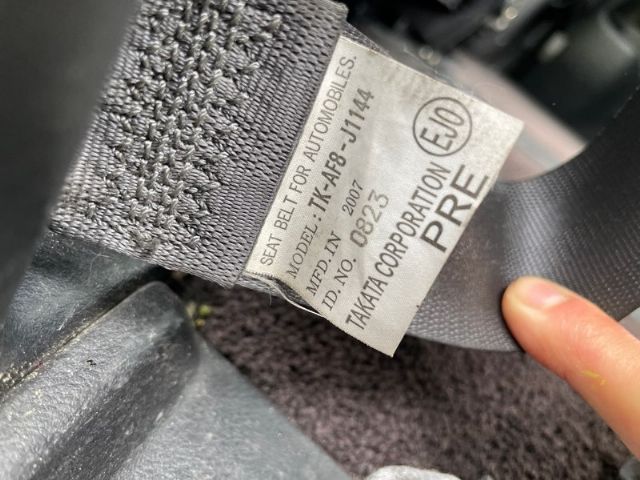 SEAT BELT FOR AUTOMOBILES.
MODEL : TK-AF8-J1144
MFD. IN 2007
ID. NO. 0823
TAKATA CORPORATION
EJO
PRE